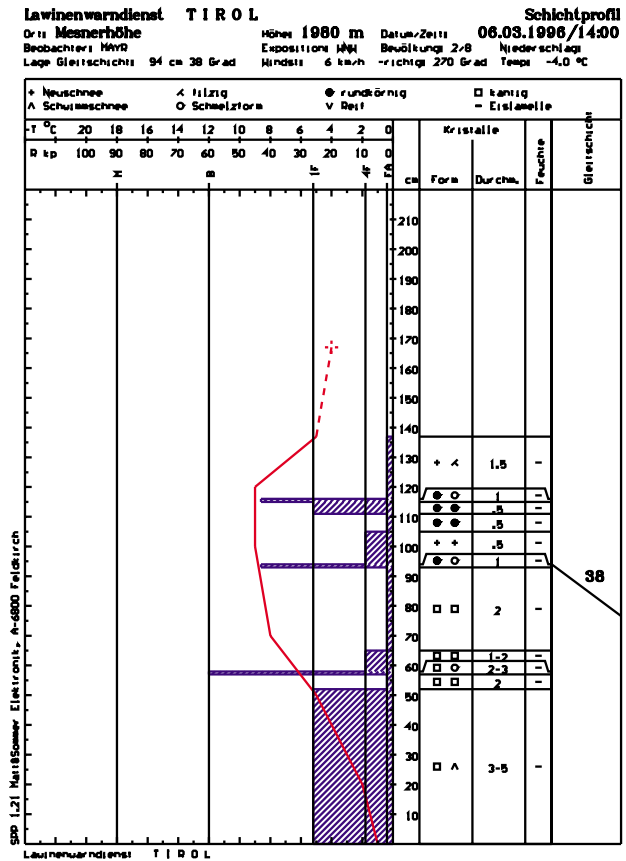 Lawinenwarndienst TIROL Schichtprofil
Ort: Mesnerhöhe Höhe: 1980 m Datum/Zeit: 06.03.1996/14:00
Beobachter: MAYR Exposition: WNW Bewölkung: 2/8 Niederschlag:
Lage Gleitschicht: 94 cm 38 Grad Windst: 6 km/h -richtg: 270 Grad Temp: -4.0 °C
+ Neuschnee filzig rundkörnig kantig
Schwimmschnee Schmelzform Reif Eislamelle
-T °C 20 18 16 14 12 10 8 6 4 2 0 Kristalle
R kp 100 90 80 70 60 50 40 30 20 10 0
M B 1F 4F FA cm Form Durchm. Feuchte Gleitschicht
210
200
190
180
170
160
150
140
130 + 1.5 -
120 1 -
110 .5 -
.5 -
100 + + .5 -
90 1 -
38
80 2 -
70
60 1-2 -
2-3 -
50 2 -
40
30
20 3-5 -
10
SPP 1.21 Matt&Sommer Elektronik, A-6800 Feldkirch
Lawinenwarndienst TIROL